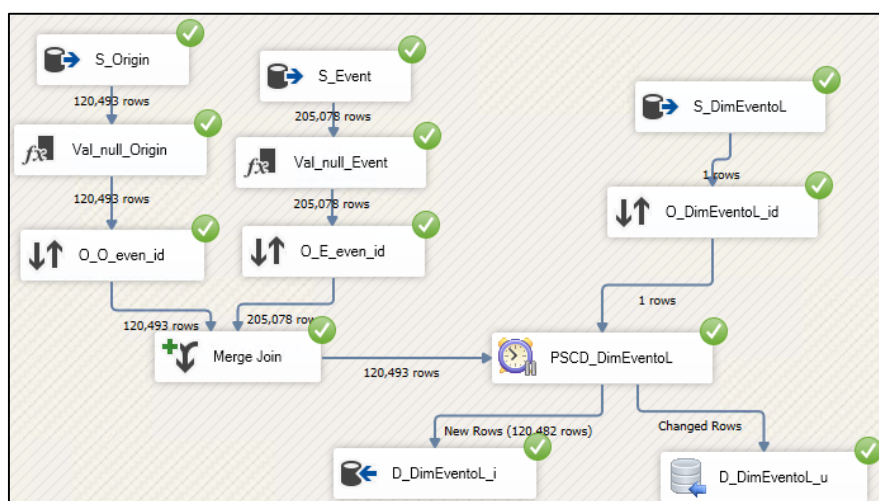 S_Origin
S_Event
120,493 rows
S_DimEventoL
205,078 rows
fx Val_null_Origin
fx Val_null_Event
1 rows
120,493 rows
205,078 rows
O_DimEventoL_id
O_O_even_id
O_E_even_id
1 rows
120,493 rows
205,078 rows
Merge Join
PSCD_DimEventoL
120,493 rows
New Rows (120,482 rows)
Changed Rows
D_DimEventoL_i
D_DimEventoL_u